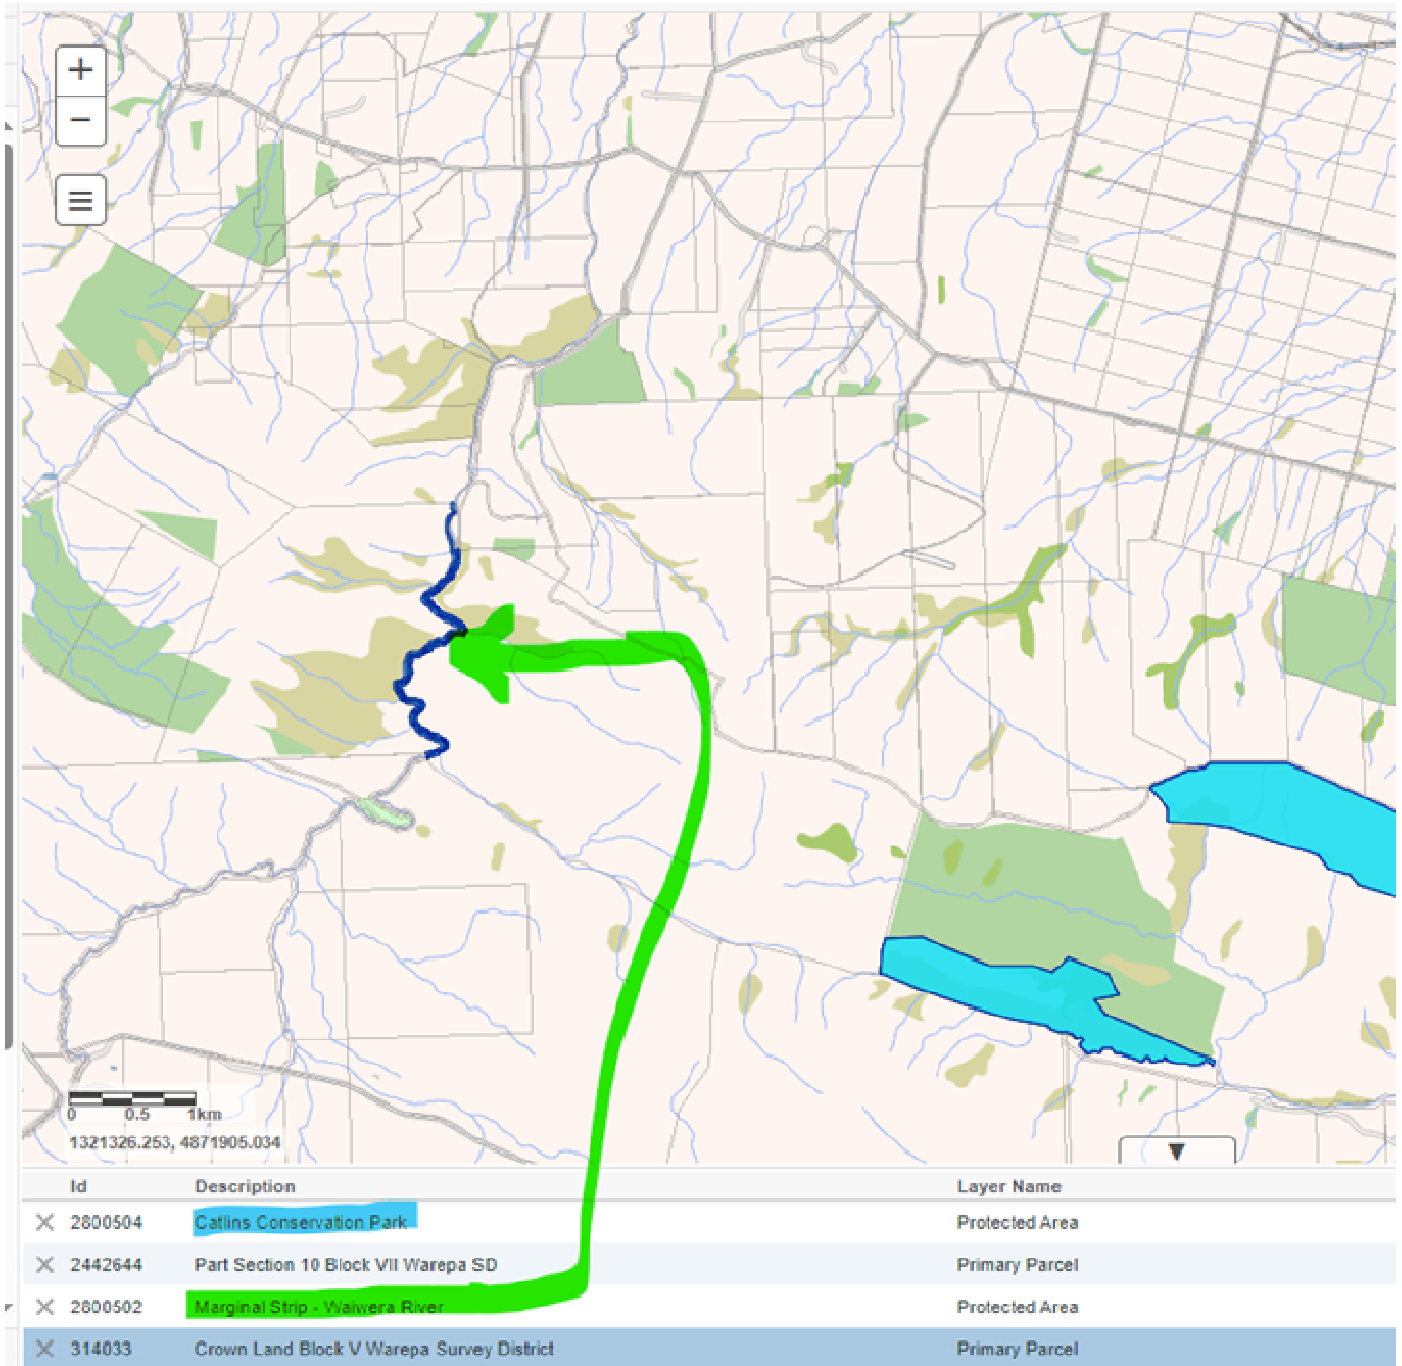 +
−
0 0.5 1km
1321326.253, 4871905.034
Id Description Layer Name
2800504 Catlins Conservation Park Protected Area
2442644 Part Section 10 Block VII Warepa SD Primary Parcel
2800502 Marginal Strip - Waiwera River Protected Area
314033 Crown Land Block V Warepa Survey District Primary Parcel